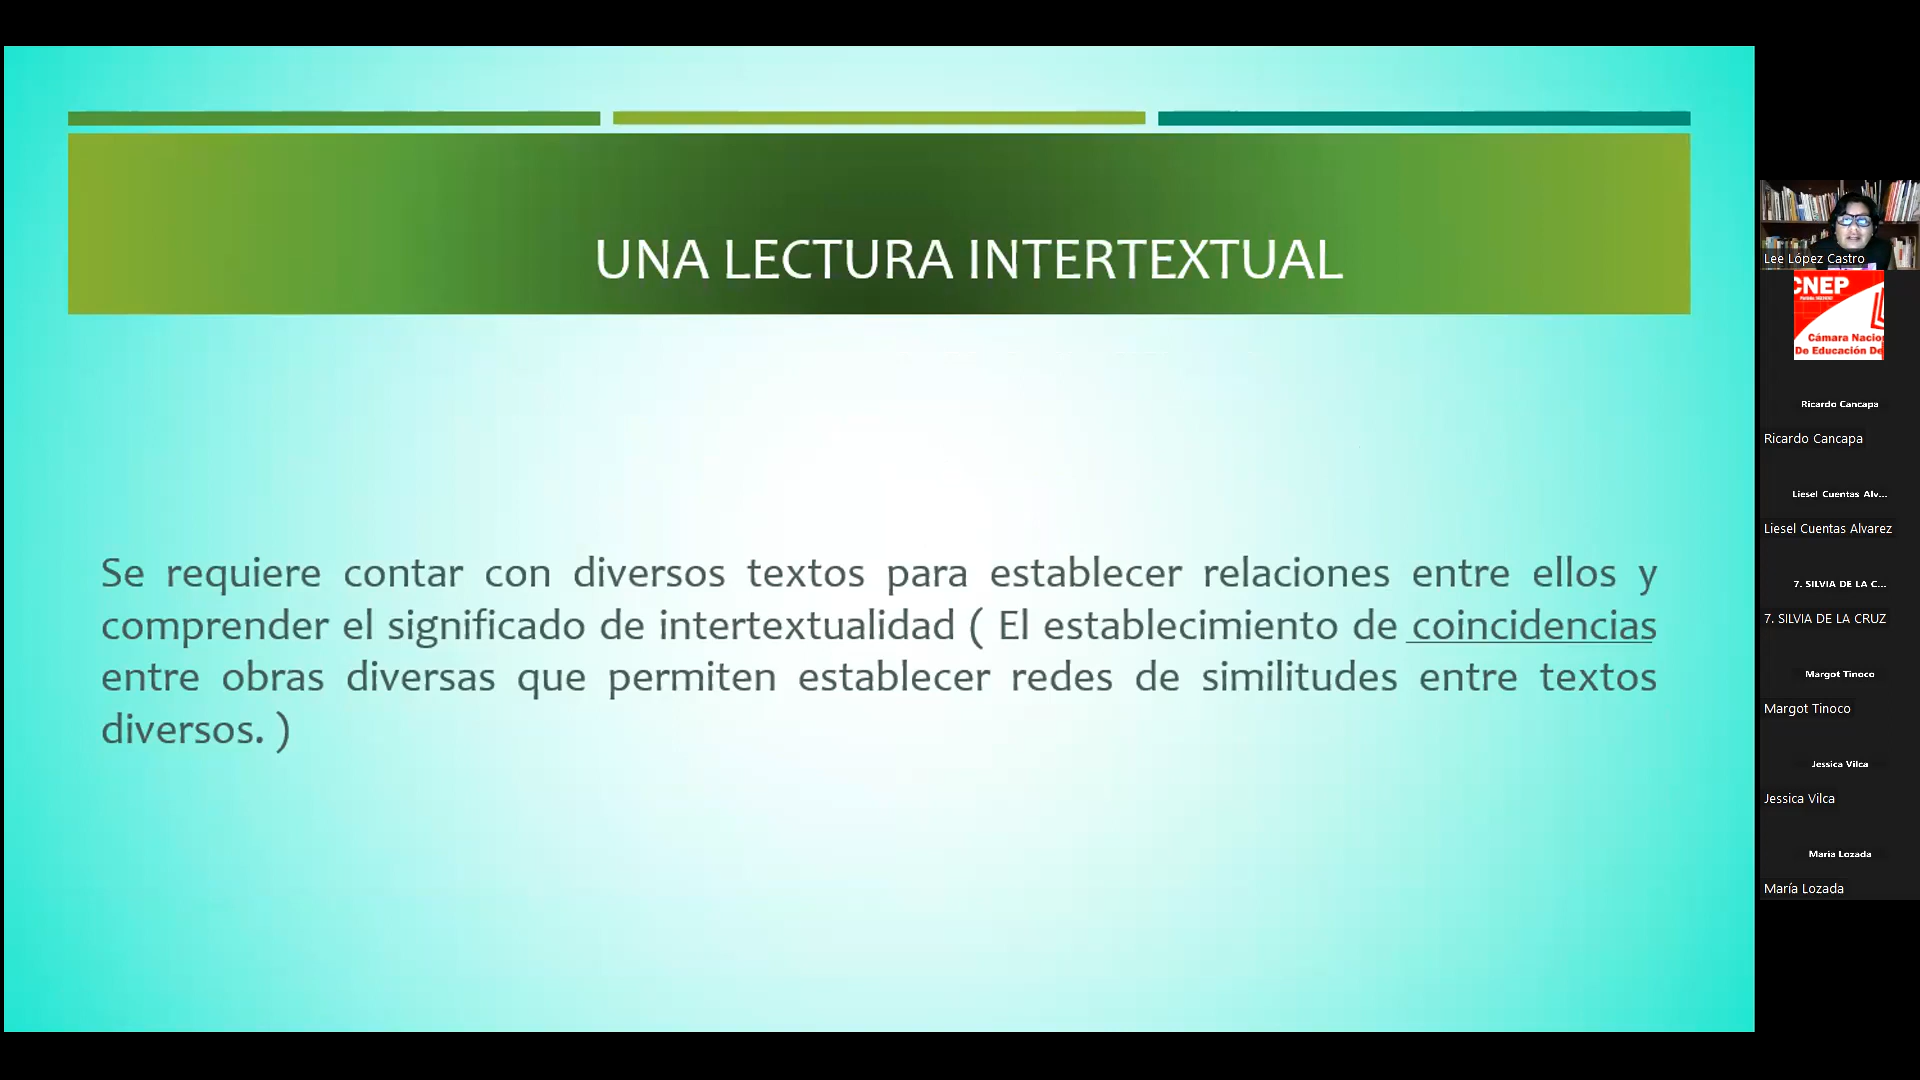 UNA LECTURA INTERTEXTUAL
Se requiere contar con diversos textos para establecer relaciones entre ellos y
comprender el significado de intertextualidad ( El establecimiento de coincidencias
entre obras diversas que permiten establecer redes de similitudes entre textos
diversos. )
Lee López Castro
CNEP
Cámara Nacio
De Educación De
Ricardo Cancapa
Ricardo Cancapa
Liesel Cuentas Alv...
Liesel Cuentas Alvarez
7. SILVIA DE LA C...
7. SILVIA DE LA CRUZ
Margot Tinoco
Margot Tinoco
Jessica Vilca
Jessica Vilca
Maria Lozada
María Lozada